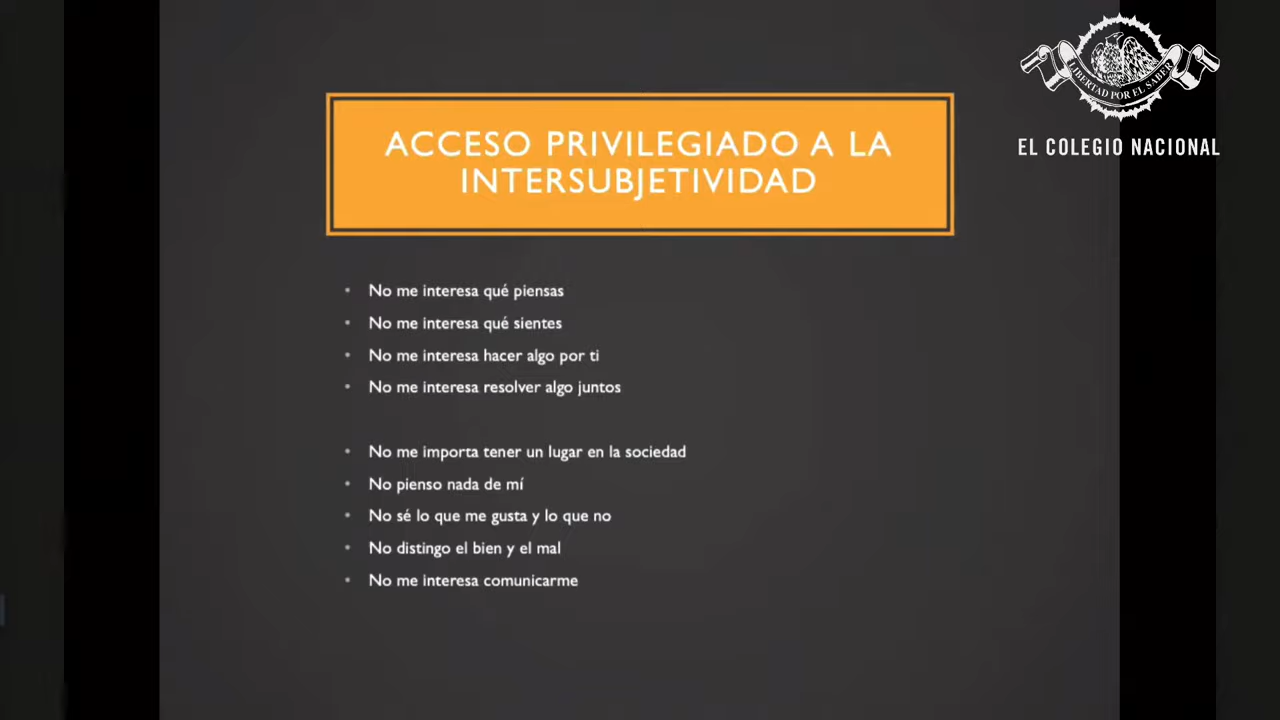 LIBERTAD POR EL SABER
EL COLEGIO NACIONAL
ACCESO PRIVILEGIADO A LA
INTERSUBJETIVIDAD
• No me interesa qué piensas
• No me interesa qué sientes
• No me interesa hacer algo por ti
• No me interesa resolver algo juntos
• No me importa tener un lugar en la sociedad
• No pienso nada de mí
• No sé lo que me gusta y lo que no
• No distingo el bien y el mal
• No me interesa comunicarme